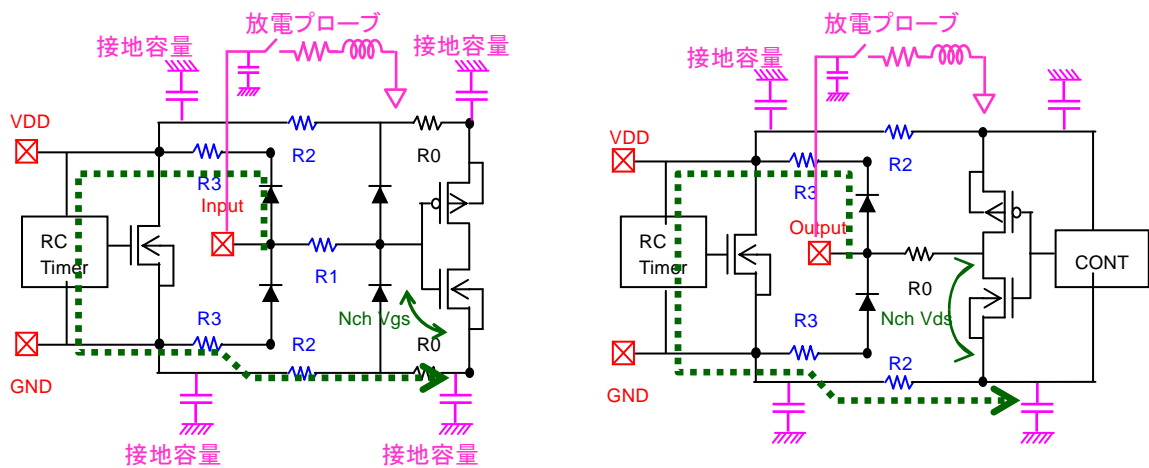 放電プローブ
接地容量
接地容量
VDD
R2
R0
R3
Input
RC
Timer
R1
Nch Vgs
R3
R2
R0
GND
接地容量
接地容量
放電プローブ
接地容量
VDD
R2
R3
Output
RC
Timer
R0
CONT
R3
Nch Vds
R2
GND